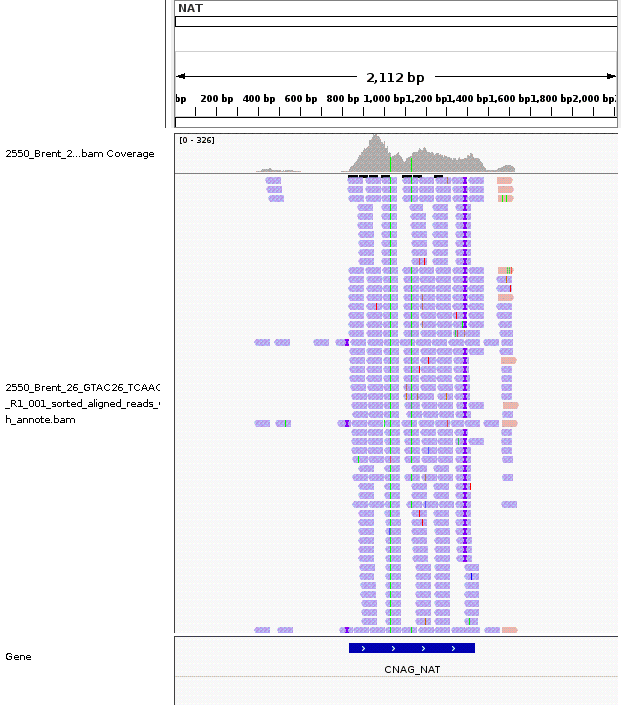 NAT
2,112 bp
bp 200 bp 400 bp 600 bp 800 bp 1,000 bp 1,200 bp 1,400 bp 1,600 bp 1,800 bp 2,000 bp
[0 - 326]
2550_Brent_2...bam Coverage
2550_Brent_26_GTAC26_TCAAC
_R1_001_sorted_aligned_reads_
h_annote.bam
Gene
CNAG_NAT